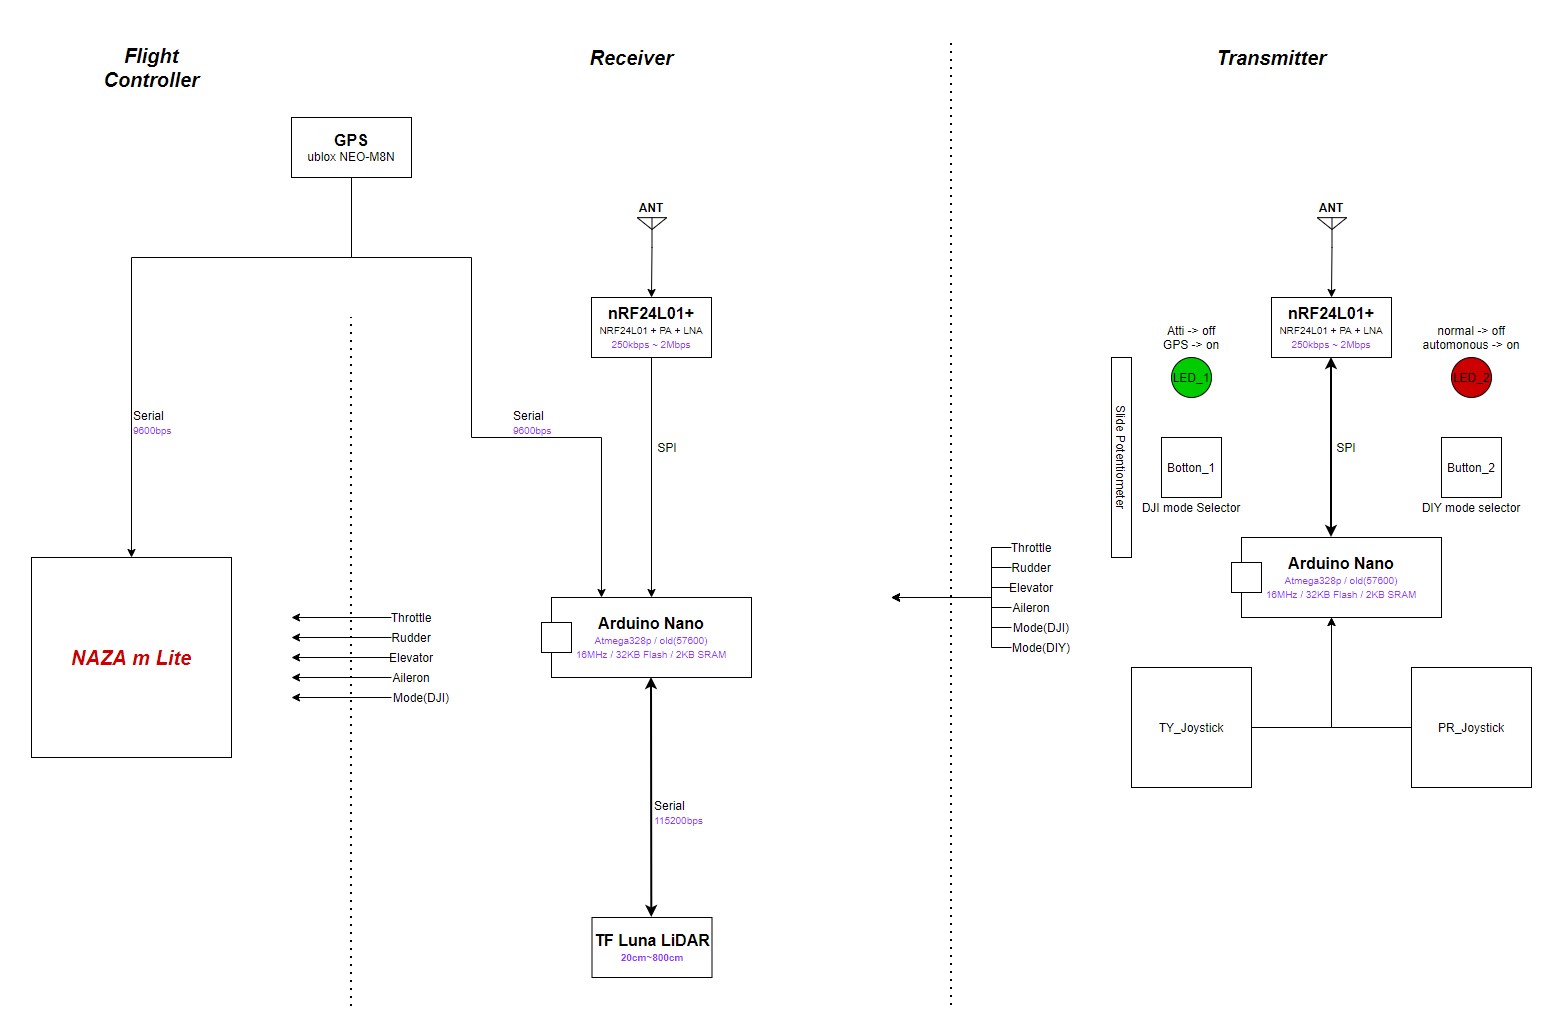 Flight
Controller
Receiver
Transmitter
GPS
ublox NEO-M8N
ANT
ANT
nRF24L01+
NRF24L01 + PA + LNA
250kbps ~ 2Mbps
nRF24L01+
NRF24L01 + PA + LNA
250kbps ~ 2Mbps
Atti -> off
GPS -> on
normal -> off
automonous -> on
LED_1
LED_2
Slide Potentiometer
Serial
9600bps
Serial
9600bps
SPI
SPI
Botton_1
DJI mode Selector
Button_2
DIY mode selector
Throttle
Rudder
Elevator
Aileron
Mode(DJI)
Mode(DIY)
Arduino Nano
Atmega328p / old(57600)
16MHz / 32KB Flash / 2KB SRAM
NAZA m Lite
Throttle
Rudder
Elevator
Aileron
Mode(DJI)
Arduino Nano
Atmega328p / old(57600)
16MHz / 32KB Flash / 2KB SRAM
TY_Joystick
PR_Joystick
Serial
115200bps
TF Luna LiDAR
20cm~800cm